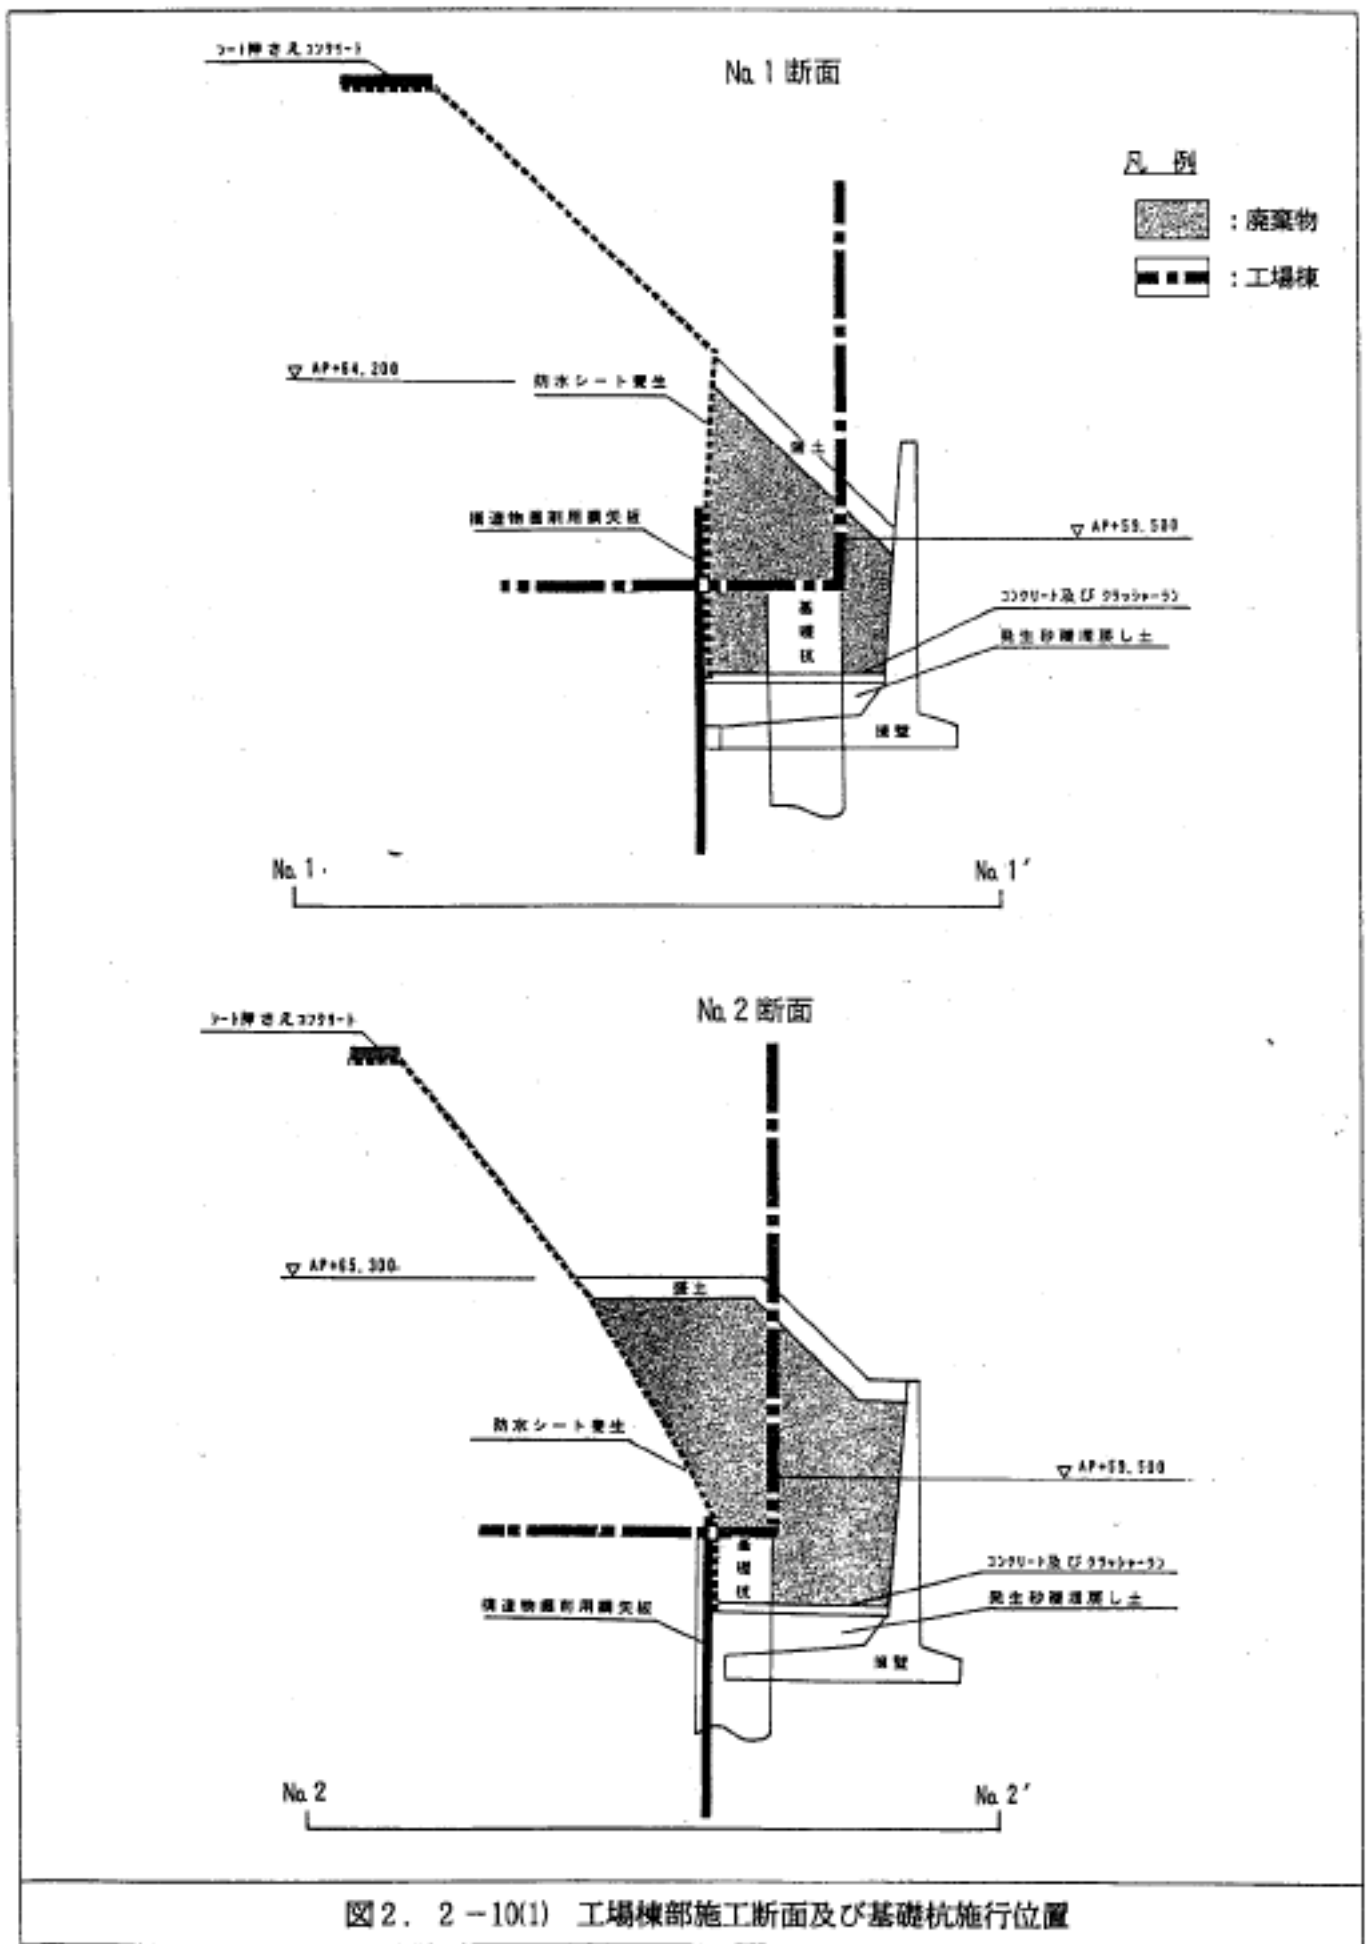 No.1断面
シート押さえコンクリート
凡 例
：廃棄物
：工場棟
▽ AP+64,200
防水シート養生
覆土
構造物掘削用鋼矢板
▽ AP+59,500
基礎杭
コンクリート及びクラッシャーラン
発生砂礫埋戻し土
擁壁
No.1
No.1′
No.2断面
シート押さえコンクリート
▽ AP+65,300
覆土
防水シート養生
▽ AP+59,500
基礎杭
コンクリート及びクラッシャーラン
構造物掘削用鋼矢板
発生砂礫埋戻し土
擁壁
No.2
No.2′
図2．2－10(1) 工場棟部施工断面及び基礎杭施行位置